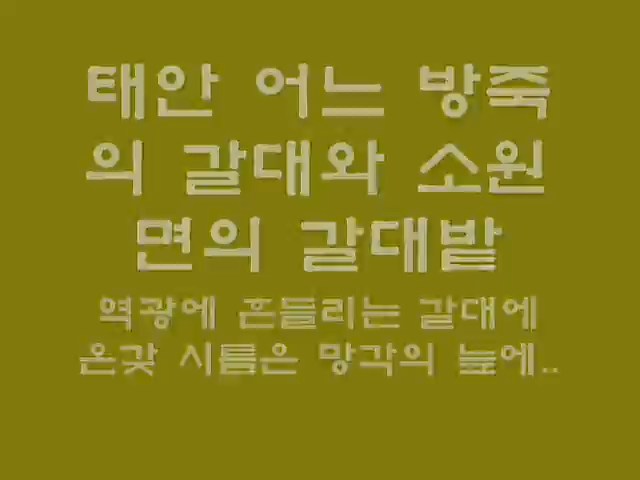 태안 어느 방죽
의 갈대와 소원
면의 갈대밭
역광에 흔들리는 갈대에
온갖 시름은 망각의 늪에..